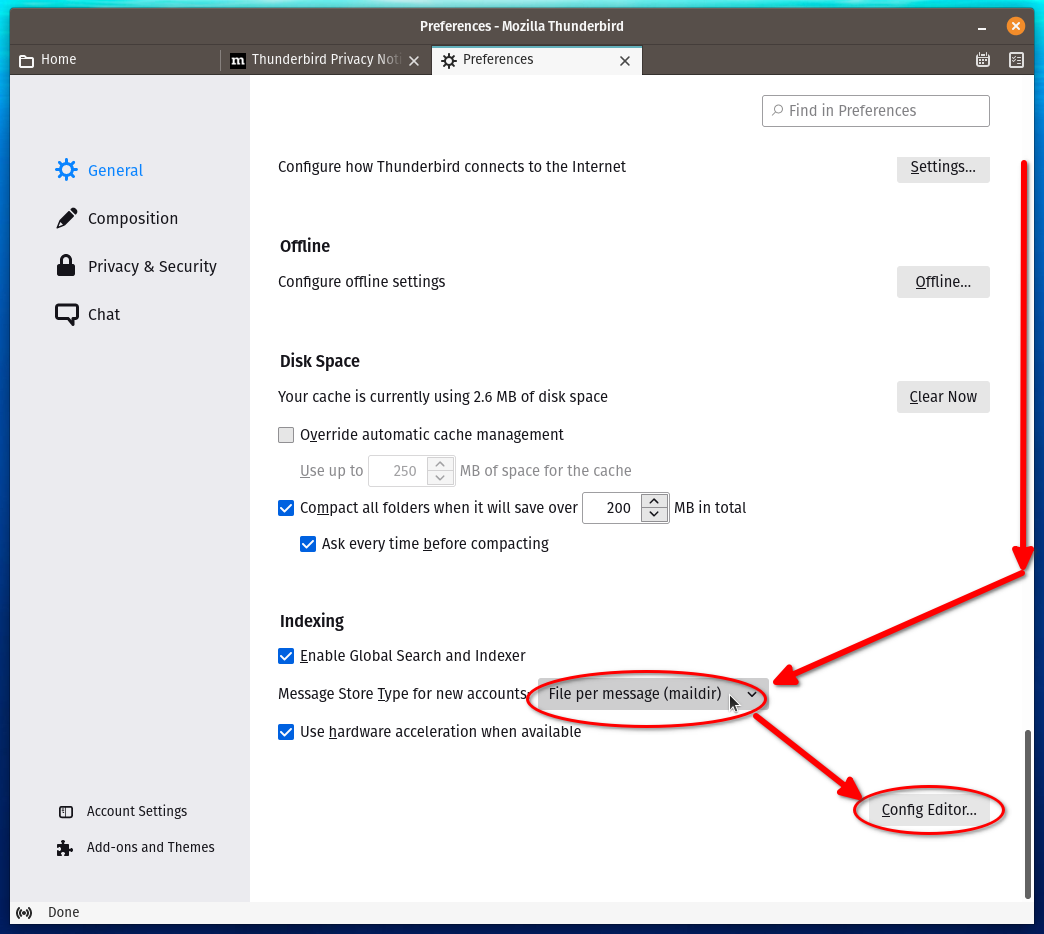 Preferences - Mozilla Thunderbird
Home
m Thunderbird Privacy Noti
Preferences
Find in Preferences
General
Composition
Privacy & Security
Chat
Configure how Thunderbird connects to the Internet Settings...
Offline
Configure offline settings Offline...
Disk Space
Your cache is currently using 2.6 MB of disk space Clear Now
Override automatic cache management
Use up to 250 MB of space for the cache
Compact all folders when it will save over 200 MB in total
Ask every time before compacting
Indexing
Enable Global Search and Indexer
Message Store Type for new accounts: File per message (maildir)
Use hardware acceleration when available
Config Editor...
Account Settings
Add-ons and Themes
Done